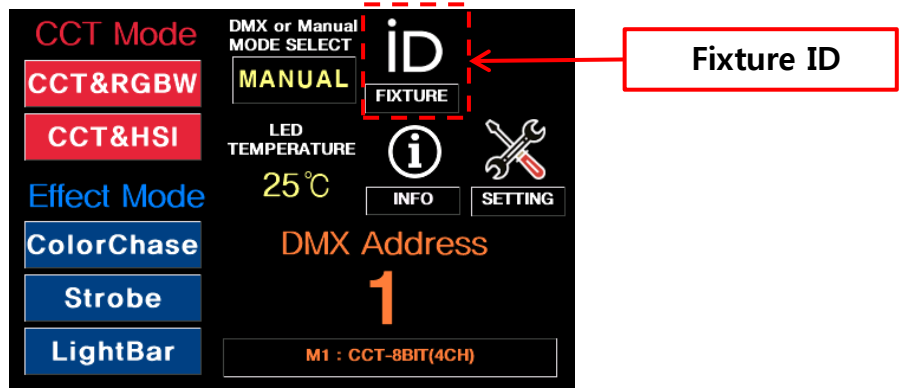 CCT Mode
CCT&RGBW
CCT&HSI
Effect Mode
ColorChase
Strobe
LightBar
DMX or Manual
MODE SELECT
MANUAL
iD
FIXTURE
LED
TEMPERATURE
25℃
i
INFO
SETTING
DMX Address
1
M1 : CCT-8BIT(4CH)
Fixture ID